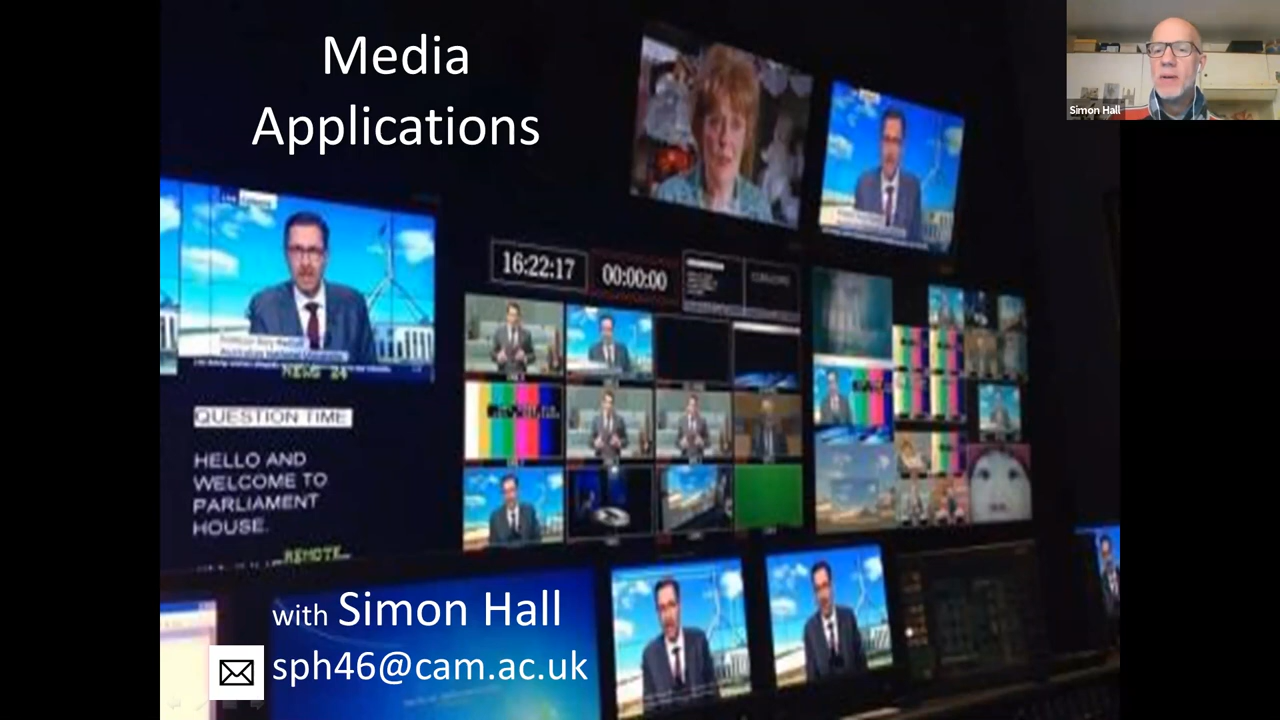 Media
Applications
Simon Hall
16:22:17
00:00:00
NEWS 24
QUESTION TIME
HELLO AND
WELCOME TO
PARLIAMENT
HOUSE.
REMOTE
with Simon Hall
sph46@cam.ac.uk